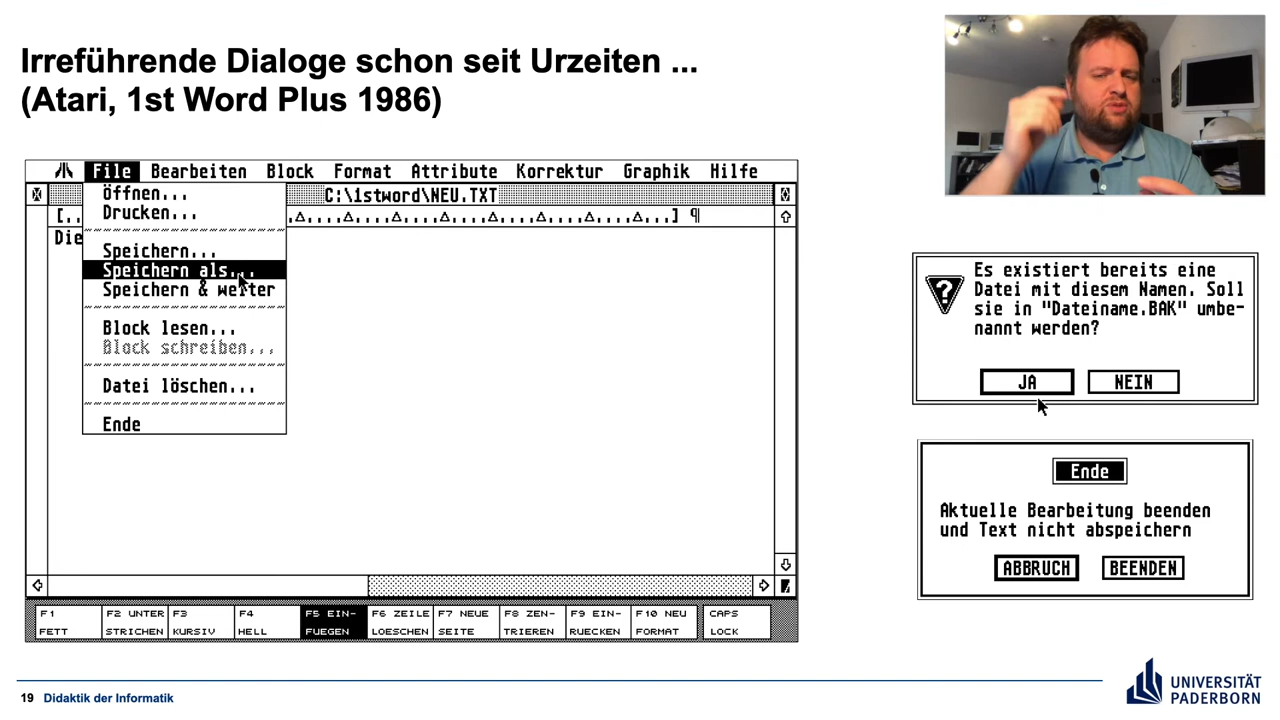 Irreführende Dialoge schon seit Urzeiten ...
(Atari, 1st Word Plus 1986)
File Bearbeiten Block Format Attribute Korrektur Graphik Hilfe
C:\1stword\NEU.TXT
Öffnen...
Drucken...
[.. ] ¶
Die
Speichern...
Speichern als...
Speichern & weiter
Block lesen...
Block schreiben...
Datei löschen...
Ende
F1 FETT
F2 UNTER STRICHEN
F3 KURSIV
F4 HELL
F5 EIN- FUEGEN
F6 ZEILE LOESCHEN
F7 NEUE SEITE
F8 ZEN- TRIEREN
F9 EIN- RUECKEN
F10 NEU FORMAT
CAPS LOCK
Es existiert bereits eine
Datei mit diesem Namen. Soll
sie in "Dateiname.BAK" umbe-
nannt werden?
JA NEIN
Ende
Aktuelle Bearbeitung beenden
und Text nicht abspeichern
ABBRUCH BEENDEN
19 Didaktik der Informatik
UNIVERSITÄT
PADERBORN